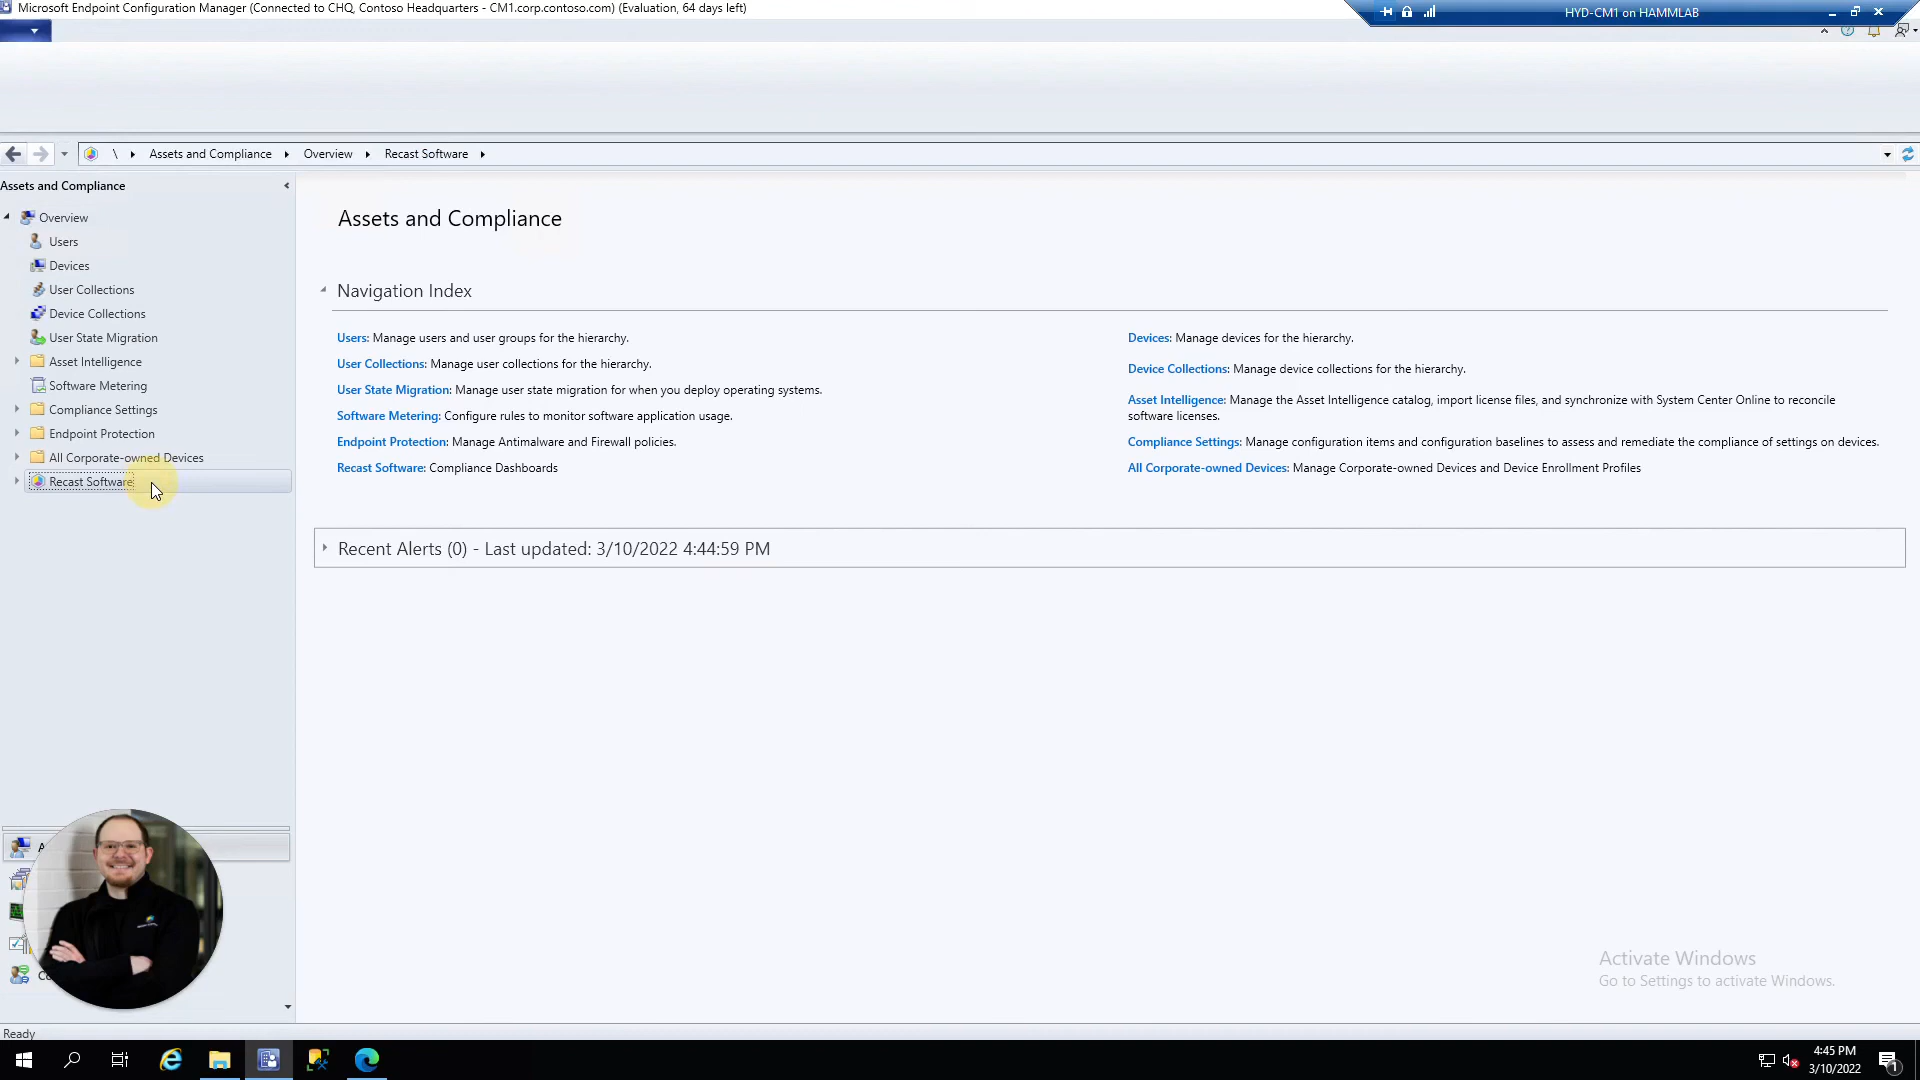 Microsoft Endpoint Configuration Manager (Connected to CHQ, Contoso Headquarters - CM1.corp.contoso.com) (Evaluation, 64 days left)
HYD-CM1 on HAMMLAB
\ Assets and Compliance Overview Recast Software
Assets and Compliance
Overview
Users
Devices
User Collections
Device Collections
User State Migration
Asset Intelligence
Software Metering
Compliance Settings
Endpoint Protection
All Corporate-owned Devices
Recast Software
Assets and Compliance
Navigation Index
Users: Manage users and user groups for the hierarchy.
User Collections: Manage user collections for the hierarchy.
User State Migration: Manage user state migration for when you deploy operating systems.
Software Metering: Configure rules to monitor software application usage.
Endpoint Protection: Manage Antimalware and Firewall policies.
Recast Software: Compliance Dashboards
Devices: Manage devices for the hierarchy.
Device Collections: Manage device collections for the hierarchy.
Asset Intelligence: Manage the Asset Intelligence catalog, import license files, and synchronize with System Center Online to reconcile
software licenses.
Compliance Settings: Manage configuration items and configuration baselines to assess and remediate the compliance of settings on devices.
All Corporate-owned Devices: Manage Corporate-owned Devices and Device Enrollment Profiles
Recent Alerts (0) - Last updated: 3/10/2022 4:44:59 PM
Activate Windows
Go to Settings to activate Windows.
Ready
4:45 PM
3/10/2022
1